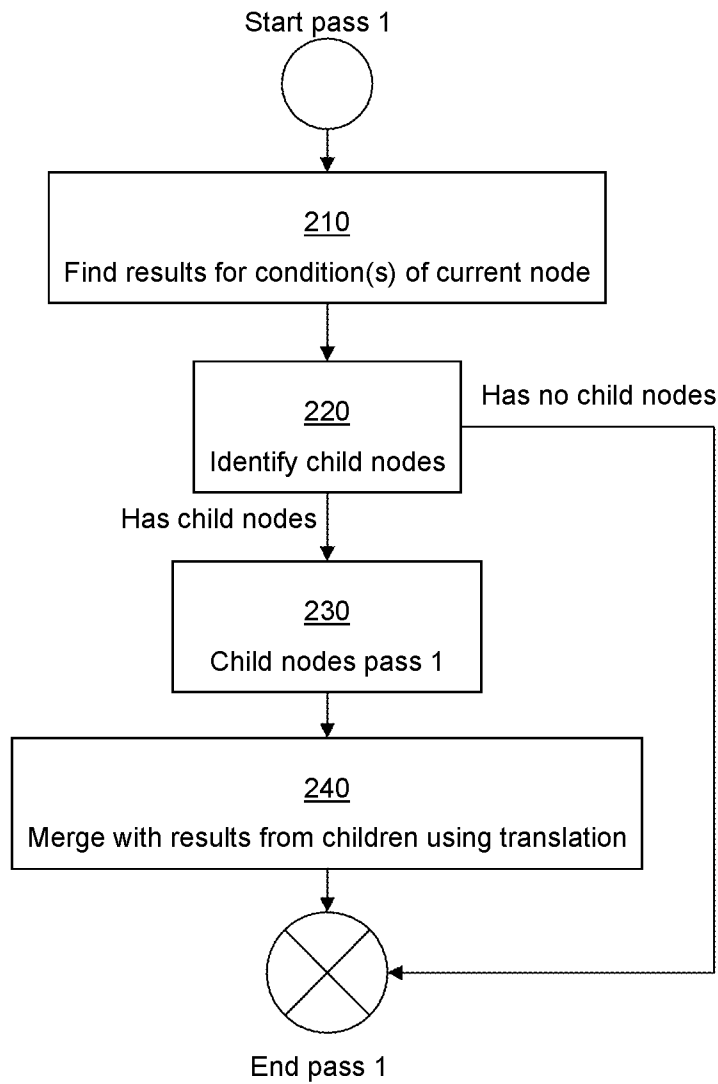 Start pass 1
210
Find results for condition(s) of current node
Has no child nodes
220
Identify child nodes
Has child nodes
230
Child nodes pass 1
240
Merge with results from children using translation
End pass 1